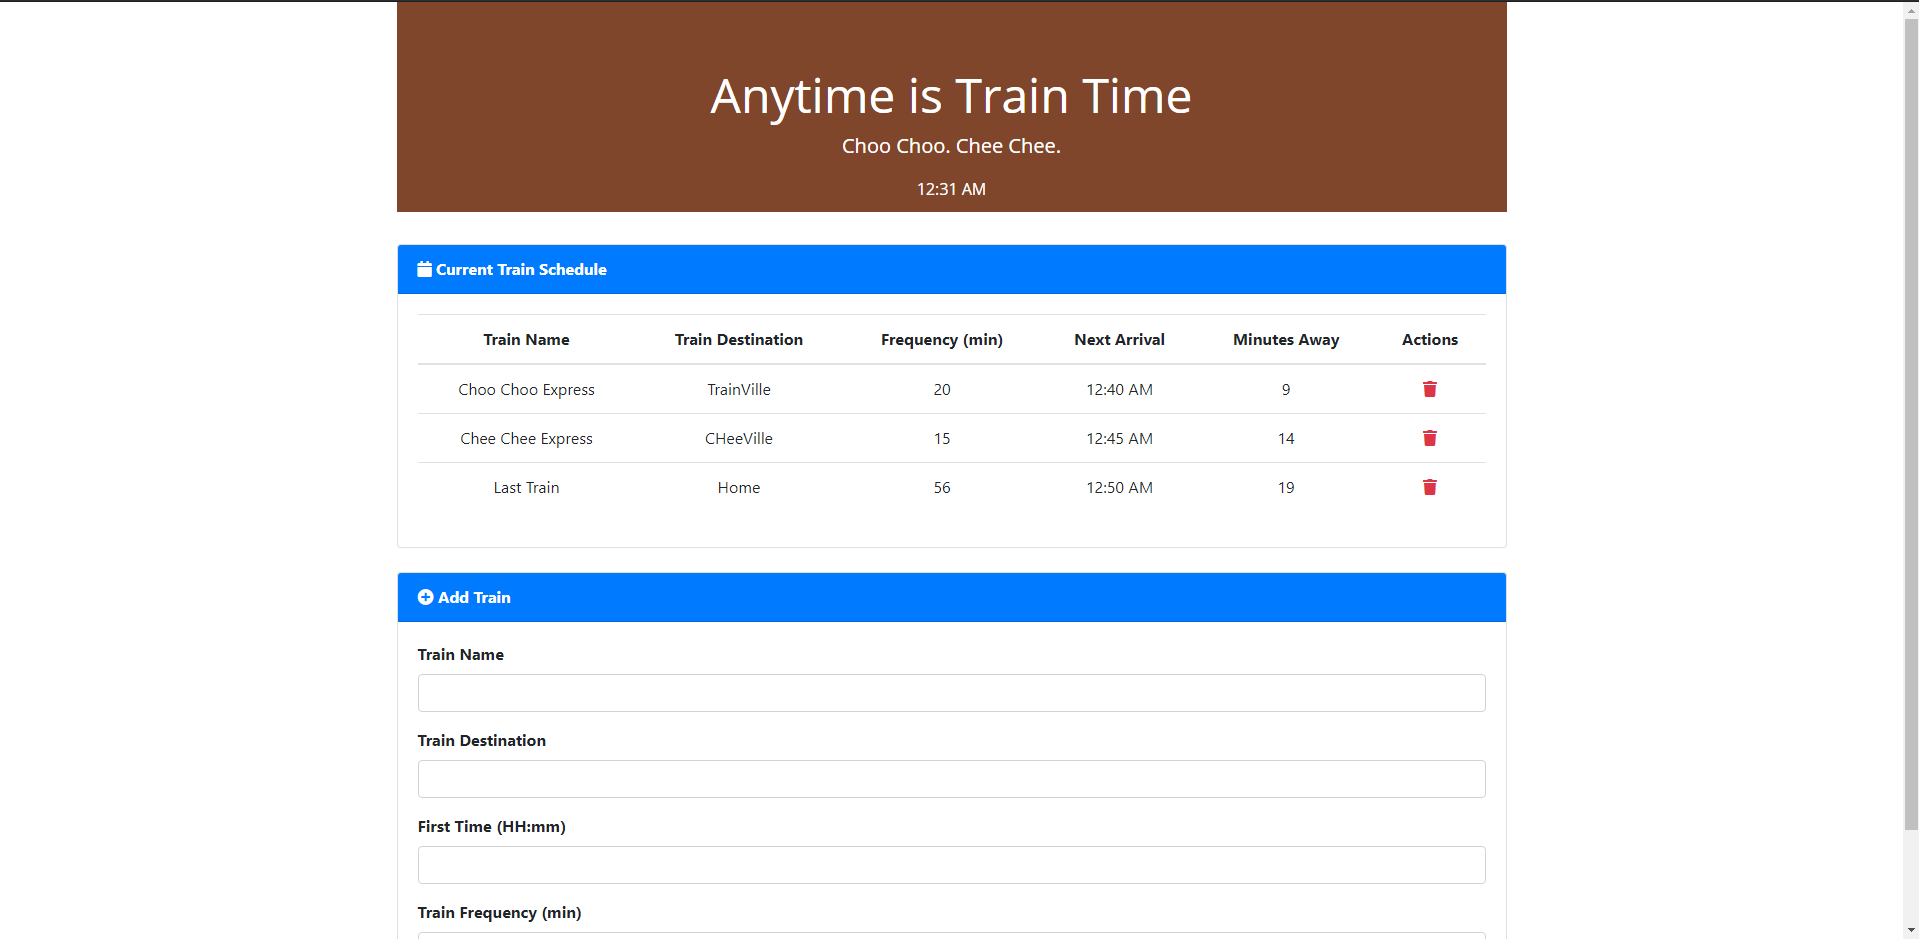 Anytime is Train Time
Choo Choo. Chee Chee.
12:31 AM
Current Train Schedule
Train Name Train Destination Frequency (min) Next Arrival Minutes Away Actions
Choo Choo Express TrainVille 20 12:40 AM 9
Chee Chee Express CHeeVille 15 12:45 AM 14
Last Train Home 56 12:50 AM 19
Add Train
Train Name
Train Destination
First Time (HH:mm)
Train Frequency (min)